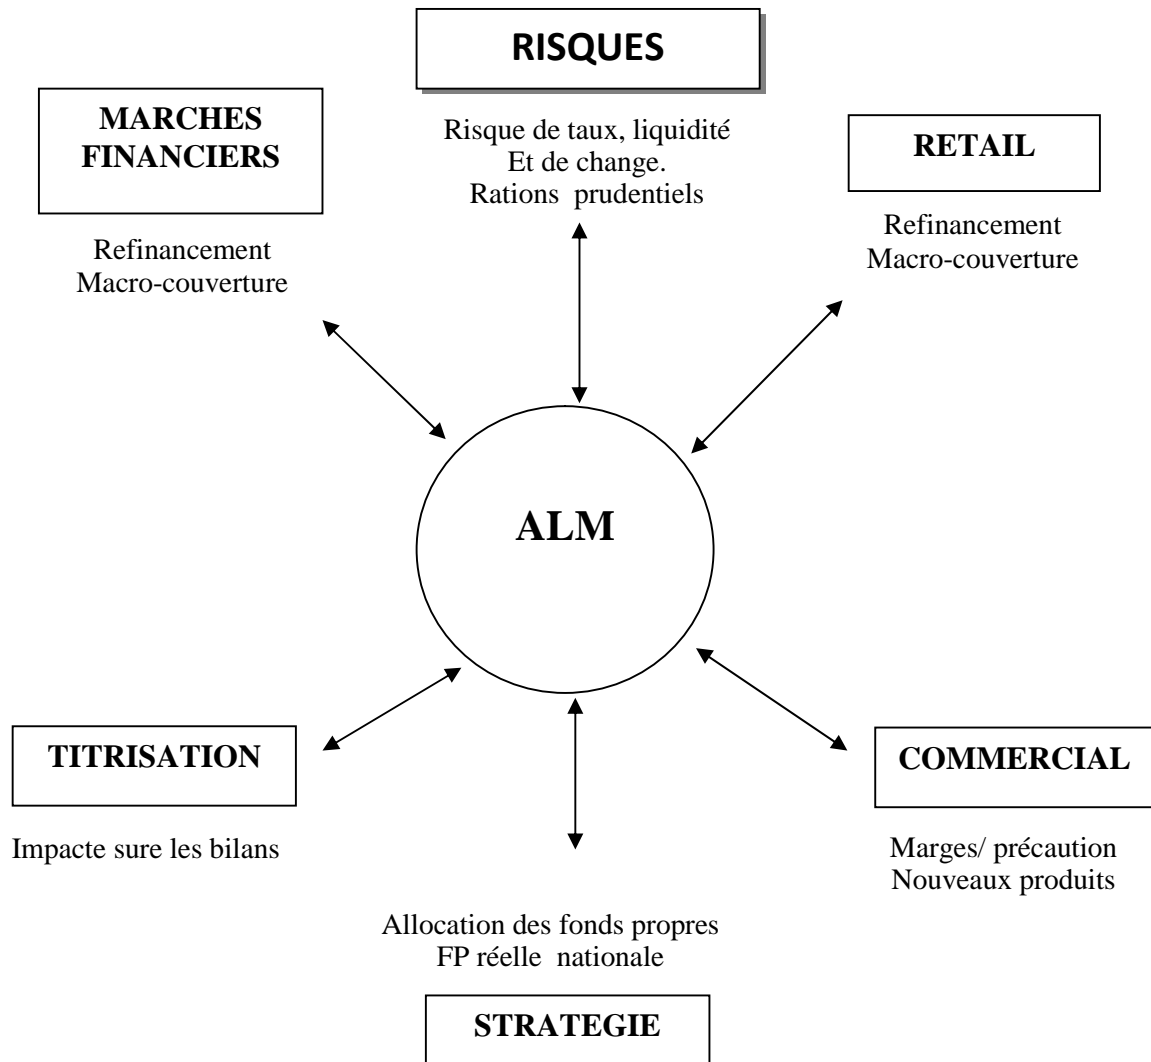 RISQUES
MARCHES
FINANCIERS
Risque de taux, liquidité
Et de change.
Rations prudentiels
RETAIL
Refinancement
Macro-couverture
Refinancement
Macro-couverture
ALM
TITRISATION
Impacte sure les bilans
COMMERCIAL
Marges/ précaution
Nouveaux produits
Allocation des fonds propres
FP réelle nationale
STRATEGIE